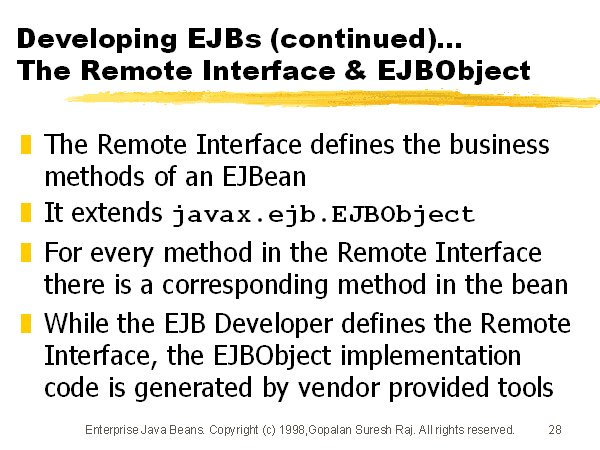 Developing EJBs (continued)...
The Remote Interface & EJBObject
The Remote Interface defines the business
methods of an EJBean
It extends javax.ejb.EJBObject
For every method in the Remote Interface
there is a corresponding method in the bean
While the EJB Developer defines the Remote
Interface, the EJBObject implementation
code is generated by vendor provided tools
Enterprise Java Beans. Copyright (c) 1998,Gopalan Suresh Raj. All rights reserved. 28